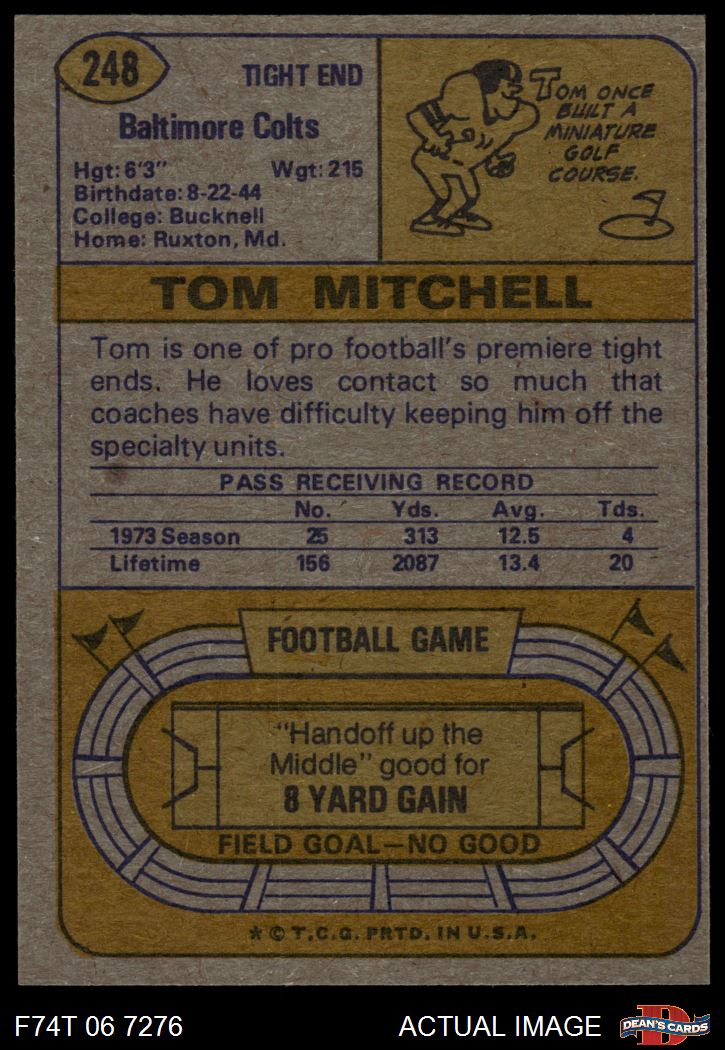 248
TIGHT END
Baltimore Colts
Hgt: 6'3" Wgt: 215
Birthdate: 8-22-44
College: Bucknell
Home: Ruxton, Md.
TOM ONCE
BUILT A
MINIATURE
GOLF
COURSE.
TOM MITCHELL
Tom is one of pro football's premiere tight
ends. He loves contact so much that
coaches have difficulty keeping him off the
specialty units.
PASS RECEIVING RECORD
No. Yds. Avg. Tds.
1973 Season 25 313 12.5 4
Lifetime 156 2087 13.4 20
FOOTBALL GAME
"Handoff up the
Middle" good for
8 YARD GAIN
FIELD GOAL—NO GOOD
* © T.C.G. PRTD. IN U.S.A.
F74T 06 7276 ACTUAL IMAGE
D
DEAN'S CARDS